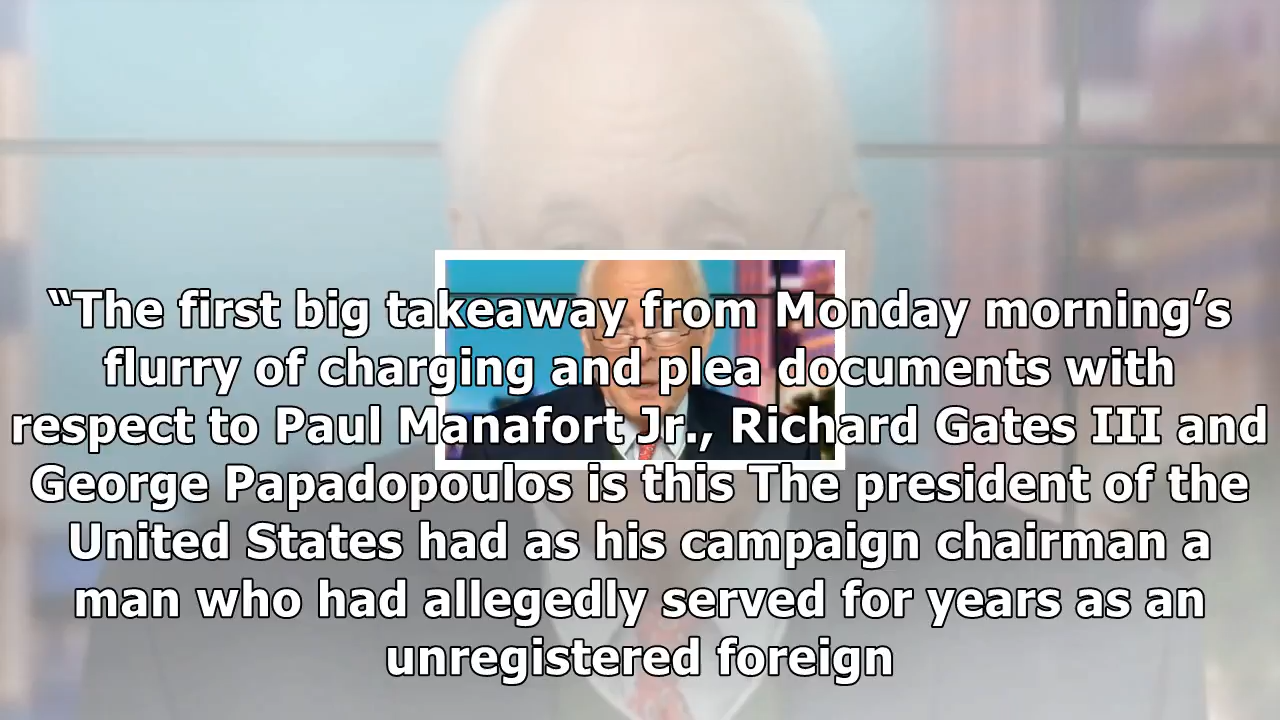 “The first big takeaway from Monday morning’s
flurry of charging and plea documents with
respect to Paul Manafort Jr., Richard Gates III and
George Papadopoulos is this The president of the
United States had as his campaign chairman a
man who had allegedly served for years as an
unregistered foreign